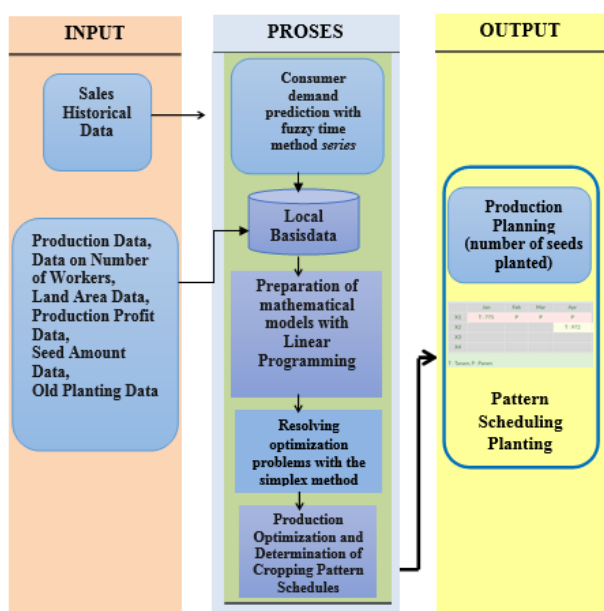 INPUT
Sales
Historical
Data
Production Data,
Data on Number
of Workers,
Land Area Data,
Production Profit
Data,
Seed Amount
Data,
Old Planting Data
PROSES
Consumer
demand
prediction with
fuzzy time
method series
Local
Basisdata
Preparation of
mathematical
models with
Linear
Programming
Resolving
optimization
problems with the
simplex method
Production
Optimization and
Determination of
Cropping Pattern
Schedules
OUTPUT
Production
Planning
(number of seeds
planted)
Jan Feb Mar Apr
X1 T: 775 P P P
X2 T: 972
X3
X4
Pattern
Scheduling
Planting